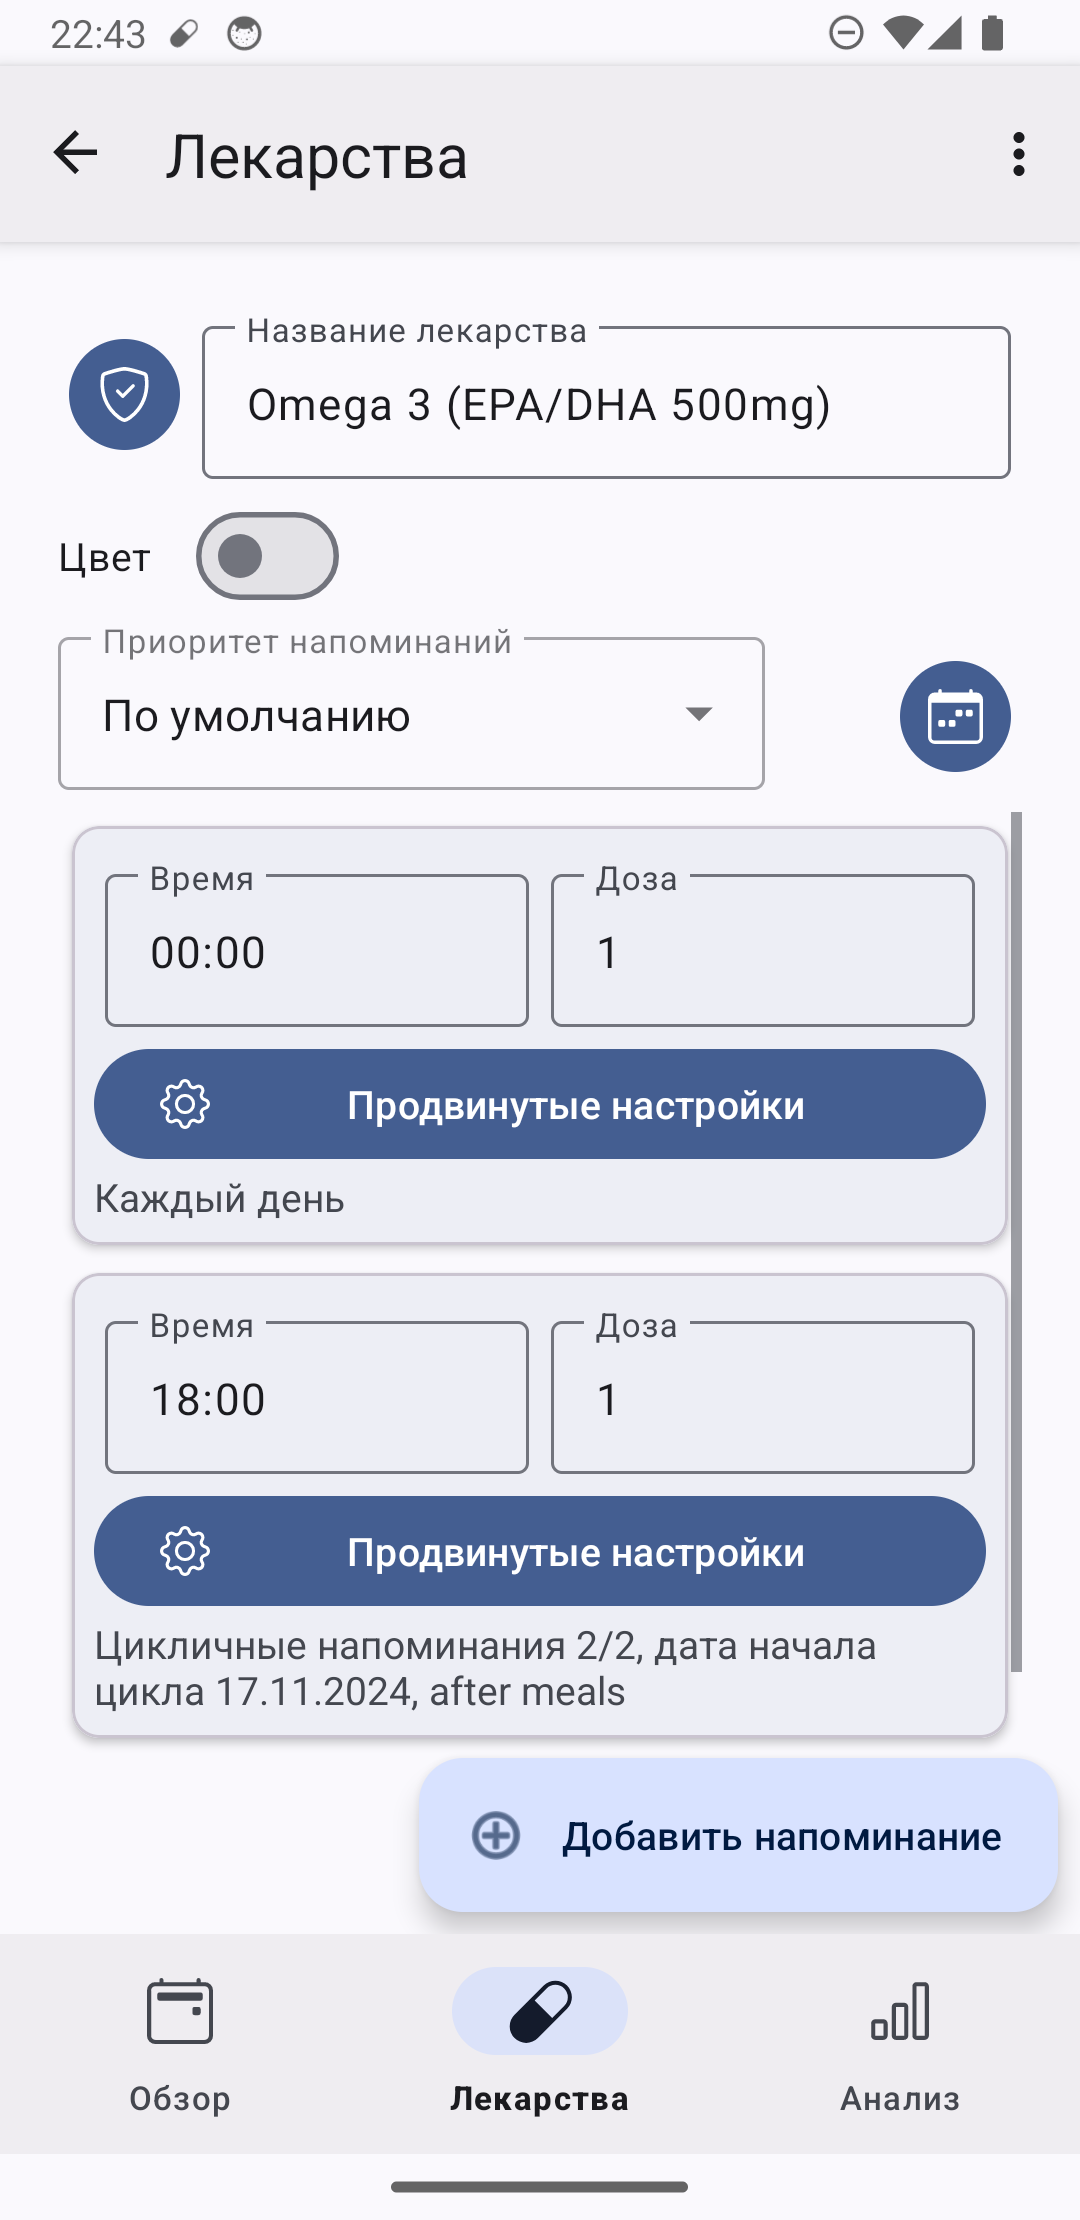 22:43
Лекарства
Название лекарства
Omega 3 (EPA/DHA 500mg)
Цвет
Приоритет напоминаний
По умолчанию
Время
Доза
00:00
1
Продвинутые настройки
Каждый день
Время
Доза
18:00
1
Продвинутые настройки
Цикличные напоминания 2/2, дата начала
цикла 17.11.2024, after meals
Добавить напоминание
Обзор
Лекарства
Анализ